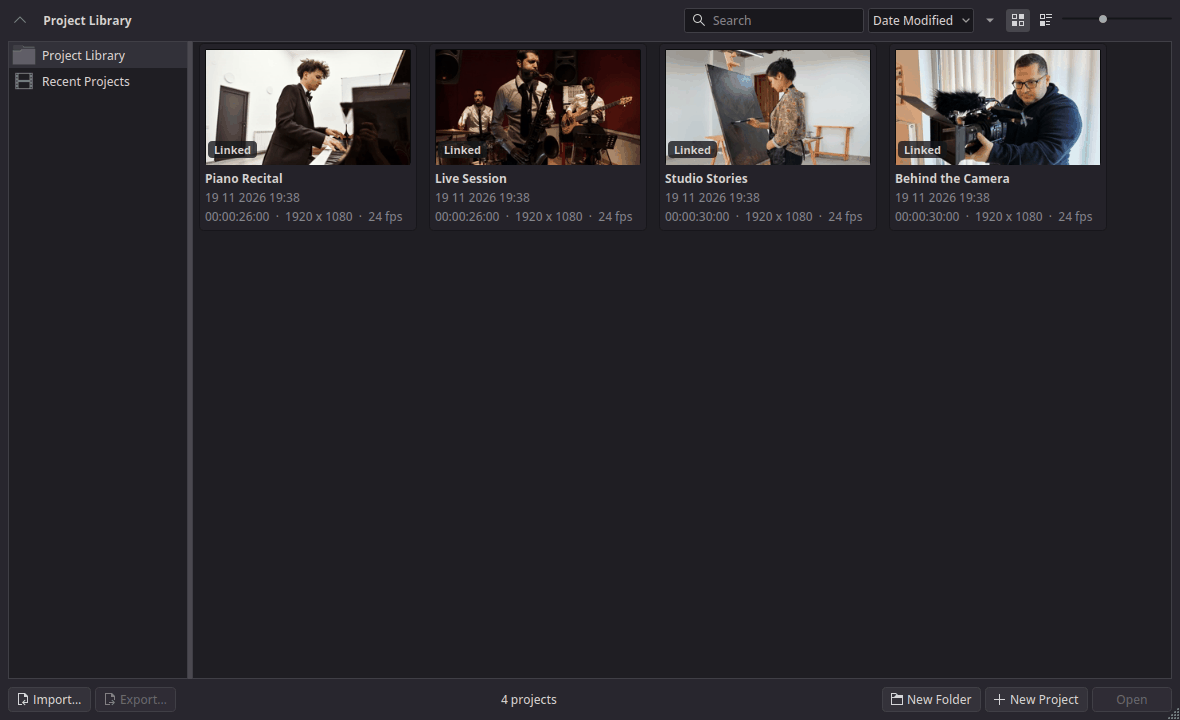 Project Library
Search
Date Modified
Project Library
Recent Projects
Linked
Linked
Linked
Linked
Piano Recital
Live Session
Studio Stories
Behind the Camera
19 11 2026 19:38
19 11 2026 19:38
19 11 2026 19:38
19 11 2026 19:38
00:00:26:00 · 1920 x 1080 · 24 fps
00:00:26:00 · 1920 x 1080 · 24 fps
00:00:30:00 · 1920 x 1080 · 24 fps
00:00:30:00 · 1920 x 1080 · 24 fps
Import...
Export...
4 projects
New Folder
New Project
Open